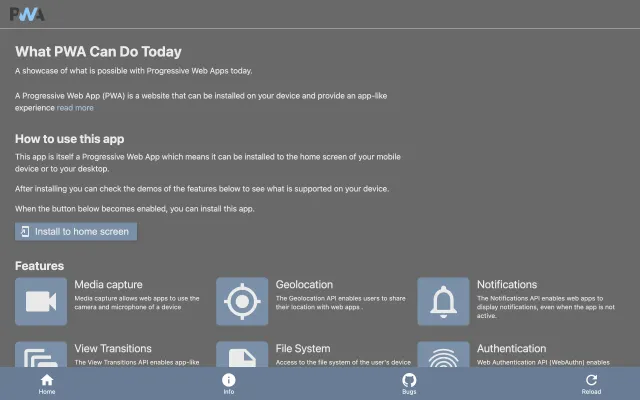 PWA
What PWA Can Do Today
A showcase of what is possible with Progressive Web Apps today.
A Progressive Web App (PWA) is a website that can be installed on your device and provide an app-like
experience read more
How to use this app
This app is itself a Progressive Web App which means it can be installed to the home screen of your mobile
device or to your desktop.
After installing you can check the demos of the features below to see what is supported on your device.
When the button below becomes enabled, you can install this app.
Install to home screen
Features
Media capture
Media capture allows web apps to use the
camera and microphone of a device
Geolocation
The Geolocation API enables users to share
their location with web apps..
Notifications
The Notifications API enables web apps to
display notifications, even when the app is not
active.
View Transitions
The View Transitions API enables app-like
File System
Access to the file system of the user's device
Authentication
Web Authentication API (WebAuthn) enables
Home
Info
Bugs
Reload